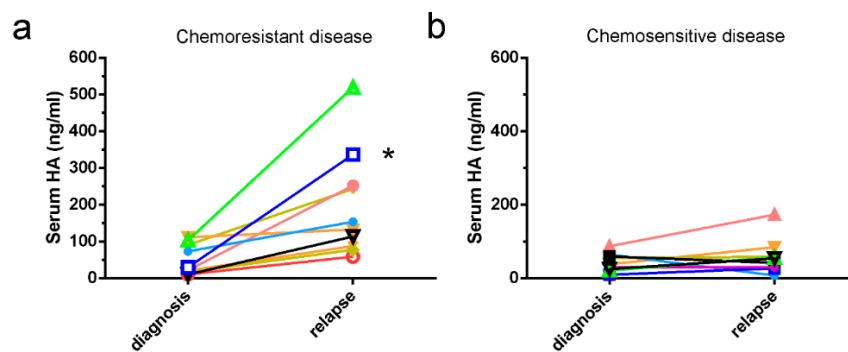 a
Chemoresistant disease
Serum HA (ng/ml)
600
500
400
300
200
100
0
diagnosis
relapse
*
b
Chemosensitive disease
Serum HA (ng/ml)
600
400
200
0
diagnosis
relapse